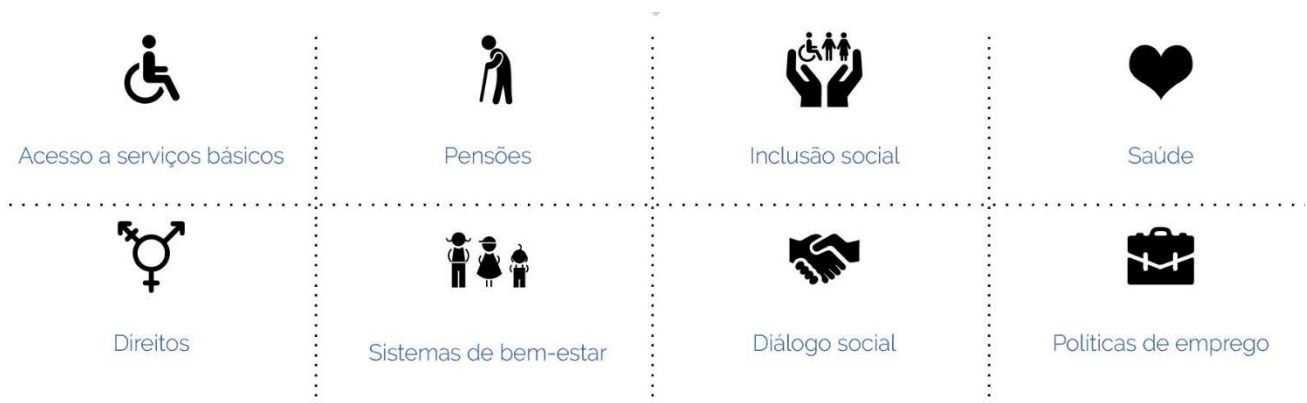 Acesso a serviços básicos
Pensões
Inclusão social
Saúde
Direitos
Sistemas de bem-estar
Diálogo social
Políticas de emprego